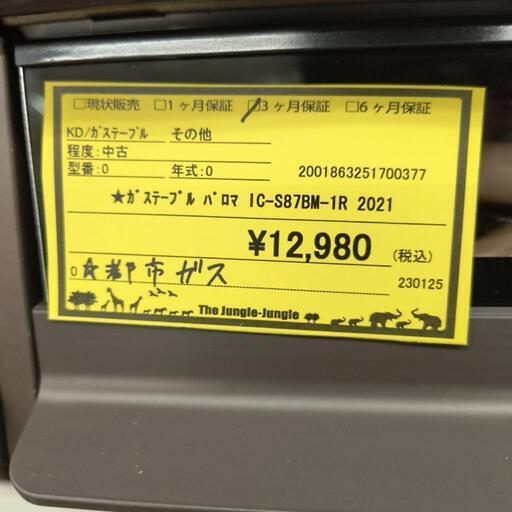 □現状販売 □1ヶ月保証 □3ヶ月保証 □6ヶ月保証
KD/ガステーブル その他
程度:中古
型番:0 年式:0 2001863251700377
★ガステーブル パロマ IC-S87BM-1R 2021
¥12,980 (税込)
0 ☆都市ガス 230125
The Jungle-Jungle